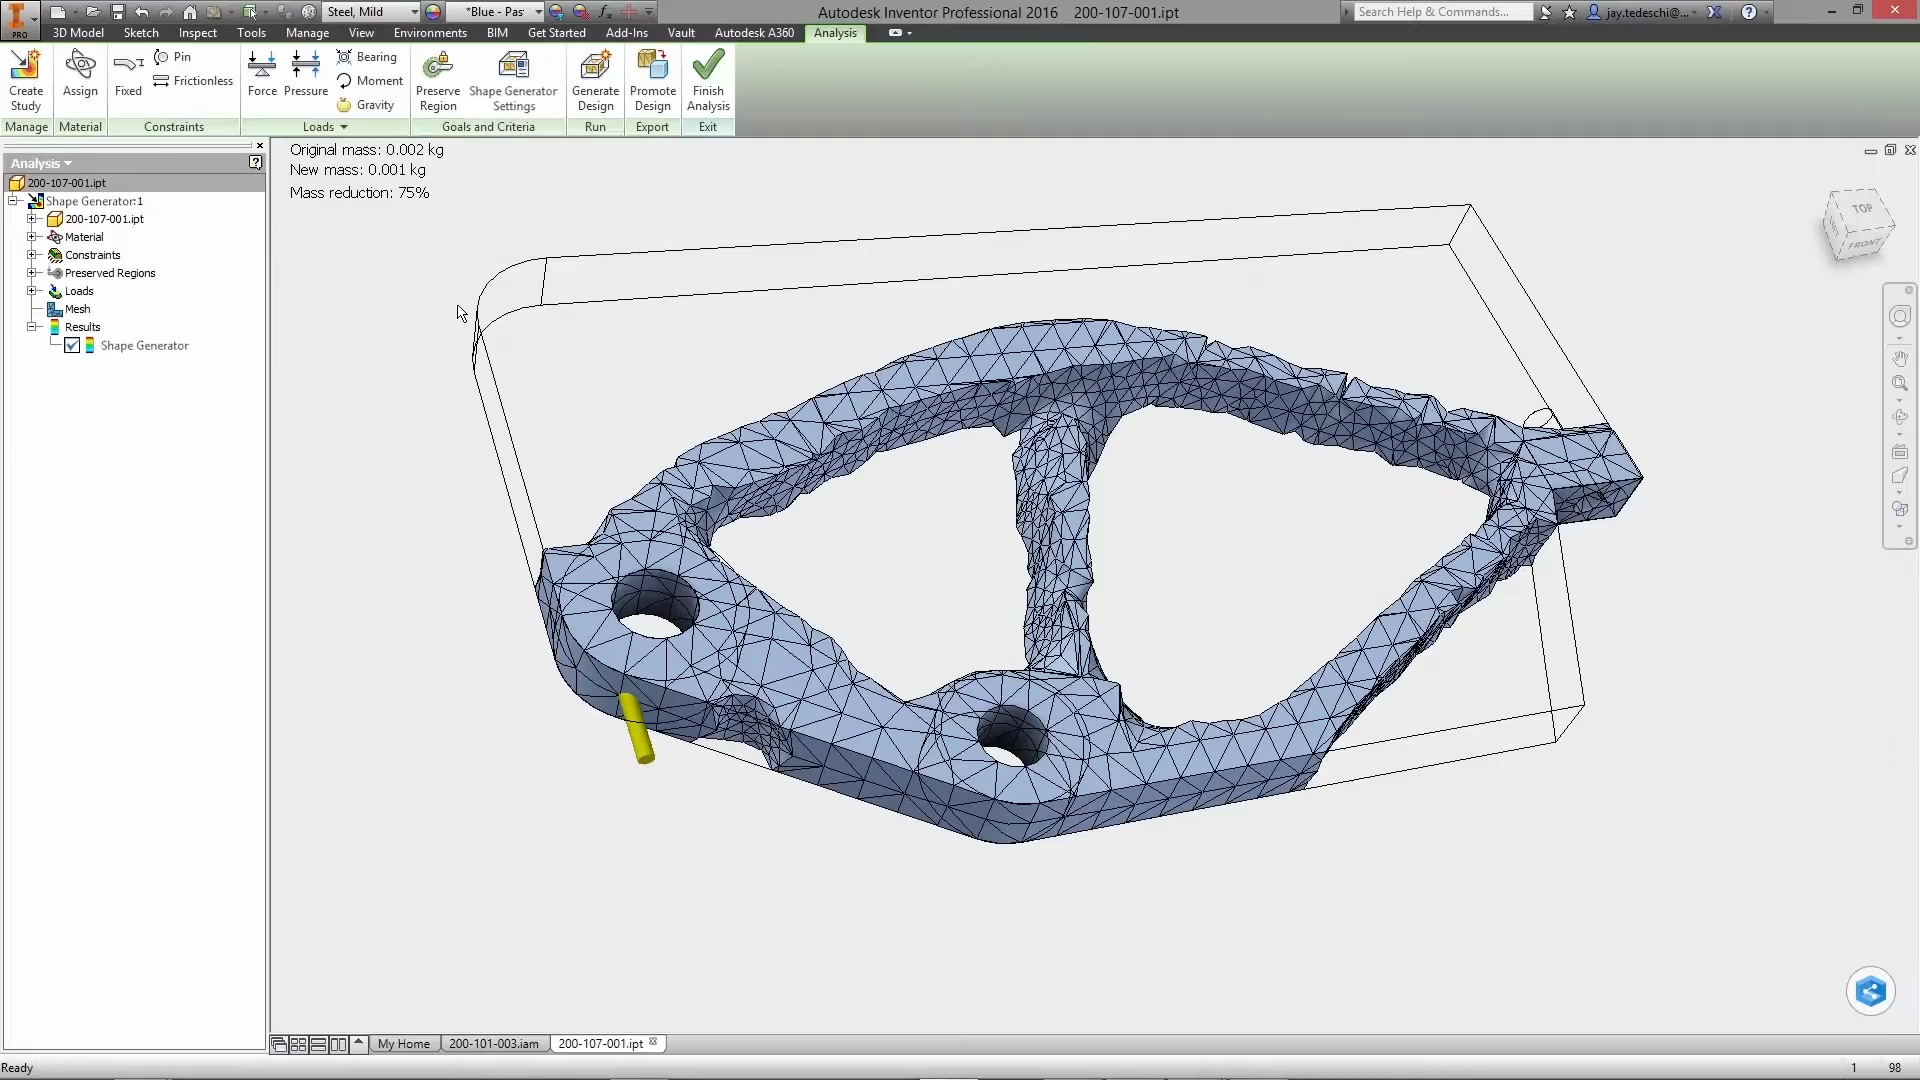 Steel, Mild
*Blue - Pas
Autodesk Inventor Professional 2016 200-107-001.ipt
Search Help & Commands...
jay.tedeschi@...
PRO
3D Model Sketch Inspect Tools Manage View Environments BIM Get Started Add-Ins Vault Autodesk A360 Analysis
Create Study
Assign
Fixed
Pin
Frictionless
Force
Pressure
Bearing
Moment
Gravity
Preserve Region
Shape Generator Settings
Generate Design
Promote Design
Finish Analysis
Manage Material Constraints Loads Goals and Criteria Run Export Exit
Analysis
200-107-001.ipt
Shape Generator:1
200-107-001.ipt
Material
Constraints
Preserved Regions
Loads
Mesh
Results
Shape Generator
Original mass: 0.002 kg
New mass: 0.001 kg
Mass reduction: 75%
TOP
FRONT
My Home 200-101-003.iam 200-107-001.ipt
Ready
1 98